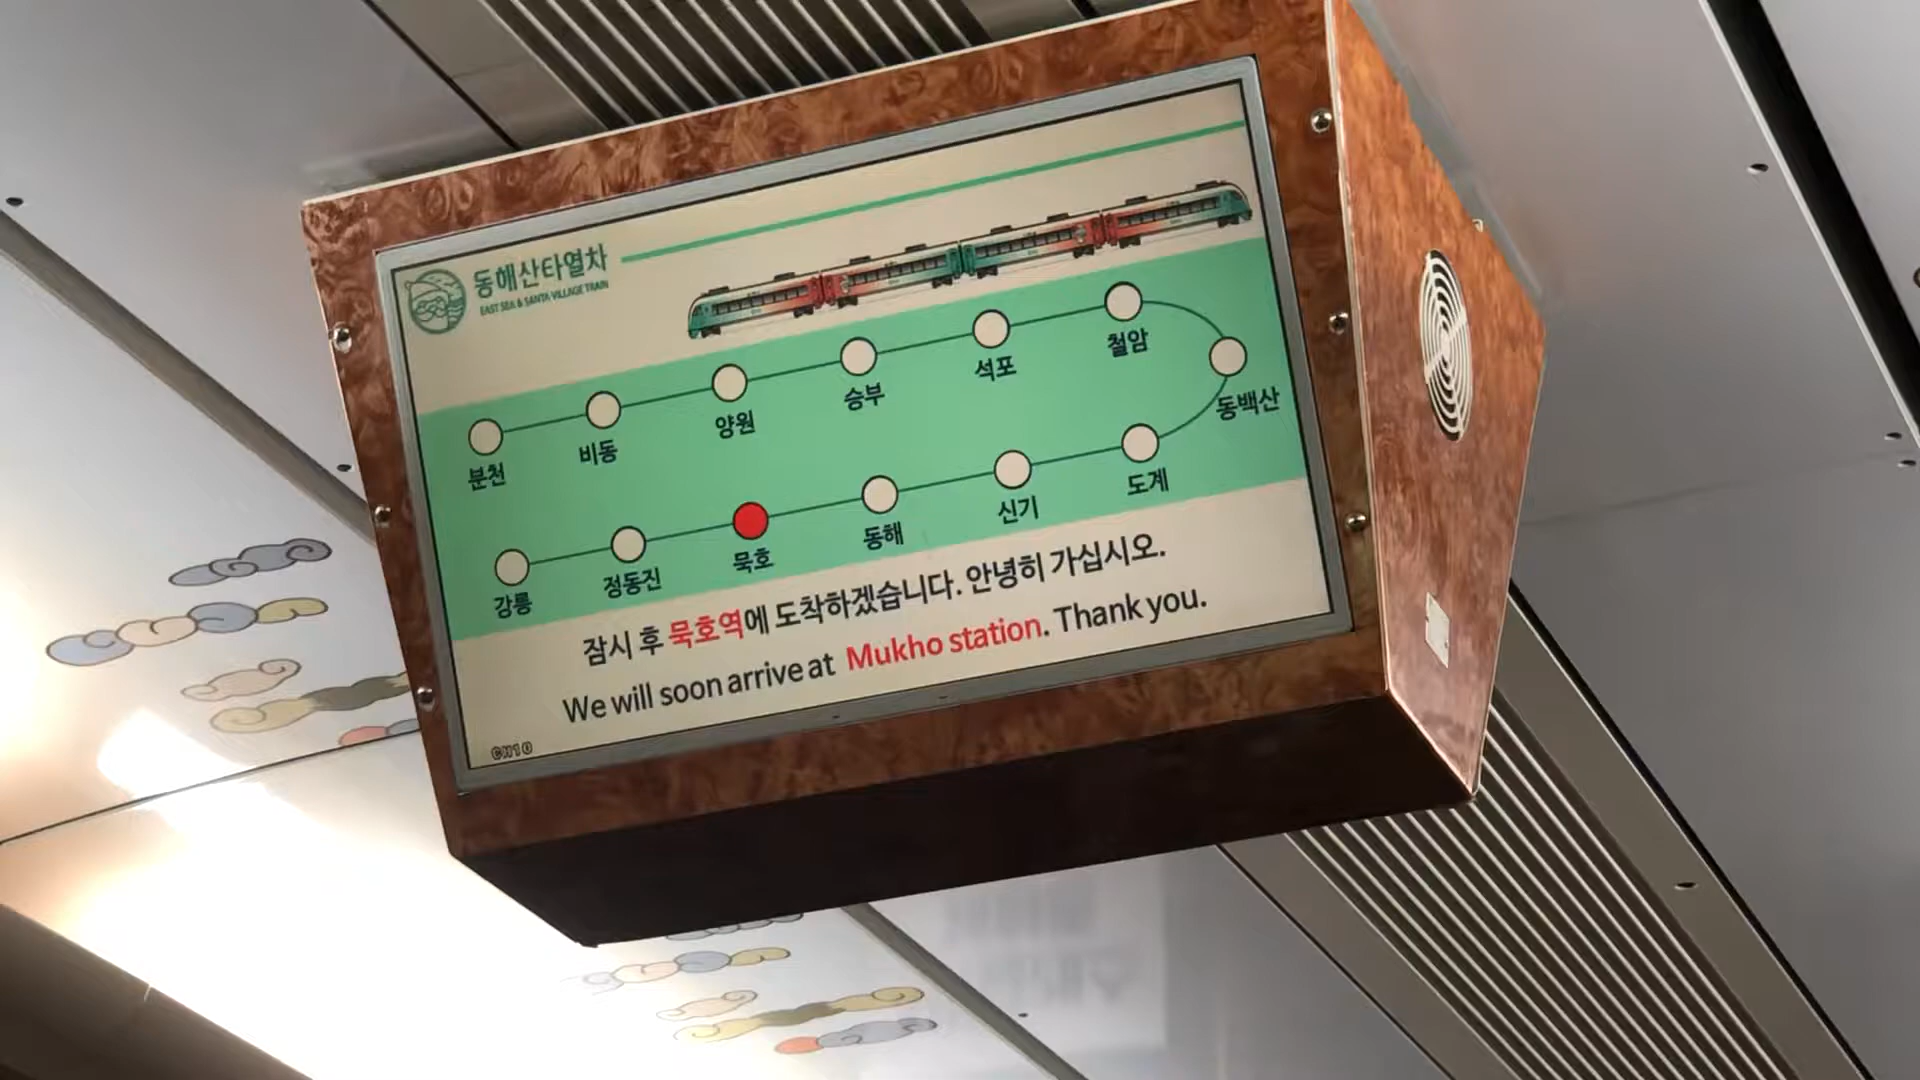 동해산타열차
EAST SEA & SANTA VILLAGE TRAIN
분천
비동
양원
승부
석포
철암
동백산
강릉
정동진
묵호
동해
신기
도계
잠시 후 묵호역에 도착하겠습니다. 안녕히 가십시오.
We will soon arrive at Mukho station. Thank you.
CH10